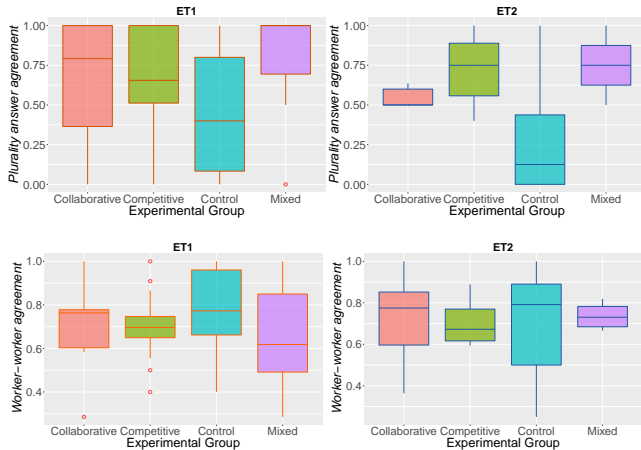 ET1
Plurality answer agreement
1.00
0.75
0.50
0.25
0.00
Collaborative Competitive Control Mixed
Experimental Group
ET2
Plurality answer agreement
1.00
0.75
0.50
0.25
0.00
Collaborative Competitive Control Mixed
Experimental Group
ET1
Worker−worker agreement
1.0
0.8
0.6
0.4
Collaborative Competitive Control Mixed
Experimental Group
ET2
Worker−worker agreement
1.0
0.8
0.6
0.4
Collaborative Competitive Control Mixed
Experimental Group